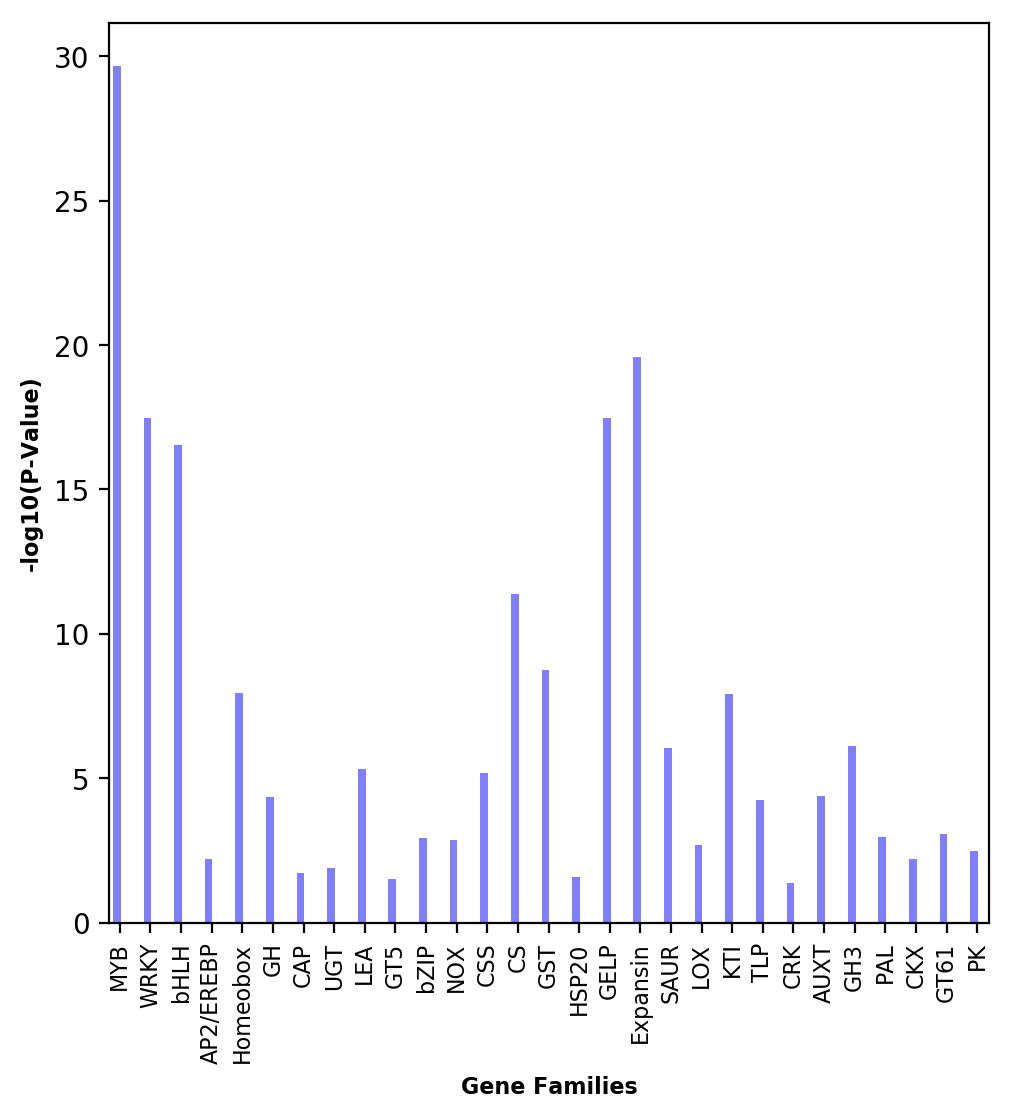 30
25
20
15
10
5
0
-log10(P-Value)
MYB
WRKY
bHLH
AP2/EREBP
Homeobox
GH
CAP
UGT
LEA
GT5
bZIP
NOX
CSS
CS
GST
HSP20
GELP
Expansin
SAUR
LOX
KTI
TLP
CRK
AUXT
GH3
PAL
CKX
GT61
PK
Gene Families